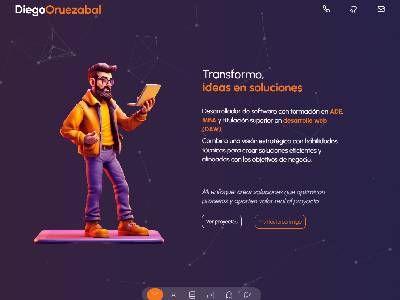 DiegoOruezabal
Transformo,
ideas en soluciones
Desarrollador de software con formación en ADE,
MBA y titulación superior en desarrollo web
(DAW).
Combino una visión estratégica con habilidades
técnicas para crear soluciones eficientes y
alineadas con los objetivos de negocio.
Mi enfoque: crear soluciones que optimicen
procesos y aporten valor real al proyecto.
Ver proyectos